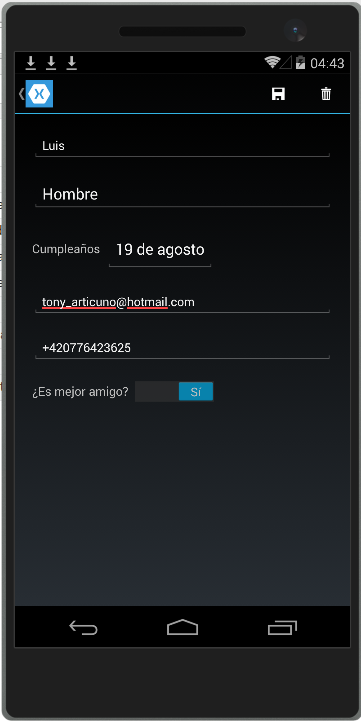 04:43
Luis
Hombre
Cumpleaños 19 de agosto
tony_articuno@hotmail.com
+420776423625
¿Es mejor amigo? Sí